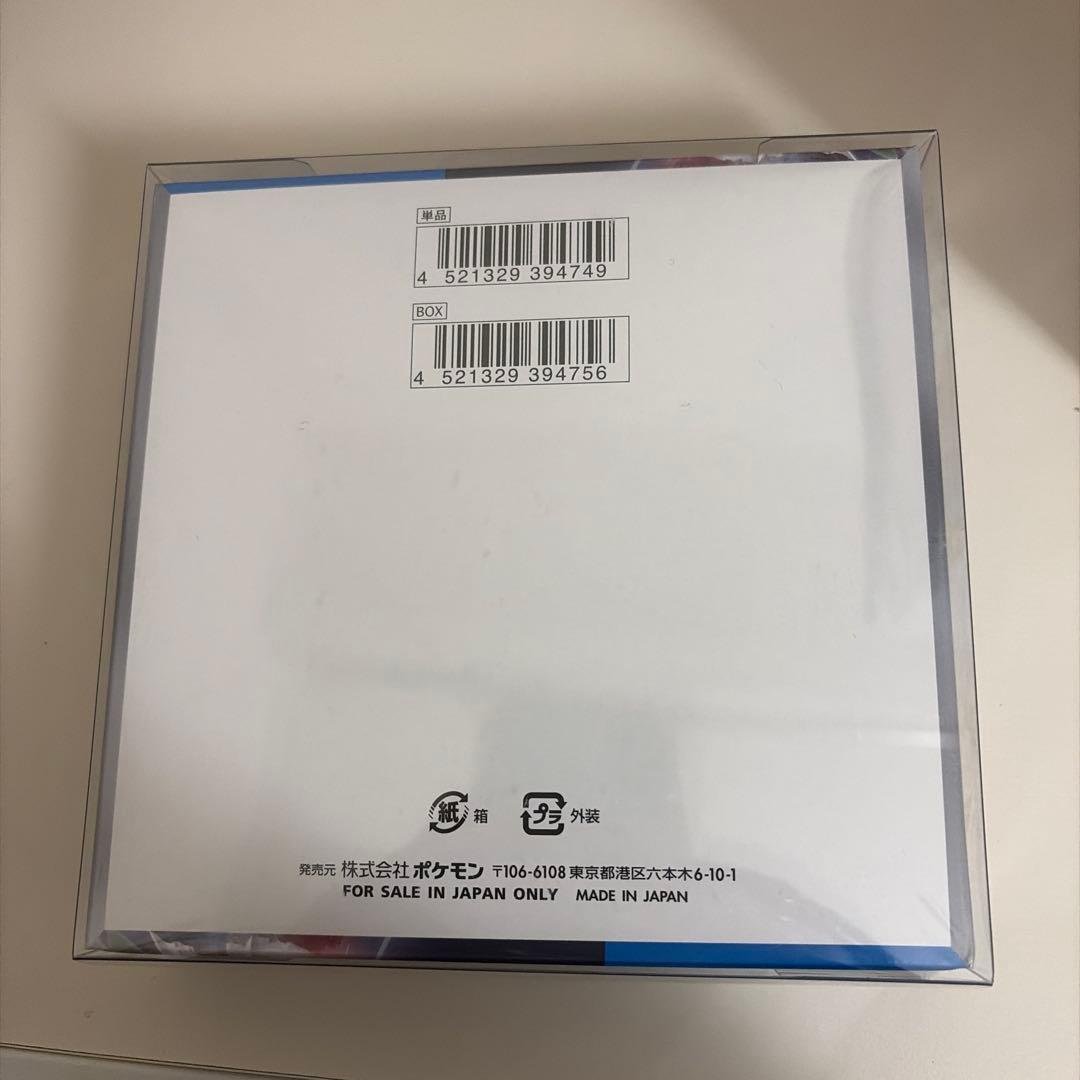 単品
4 521329 394749
BOX
4 521329 394756
紙 箱 プラ 外装
発売元 株式会社 ポケモン 〒106-6108 東京都港区六本木6-10-1
FOR SALE IN JAPAN ONLY MADE IN JAPAN